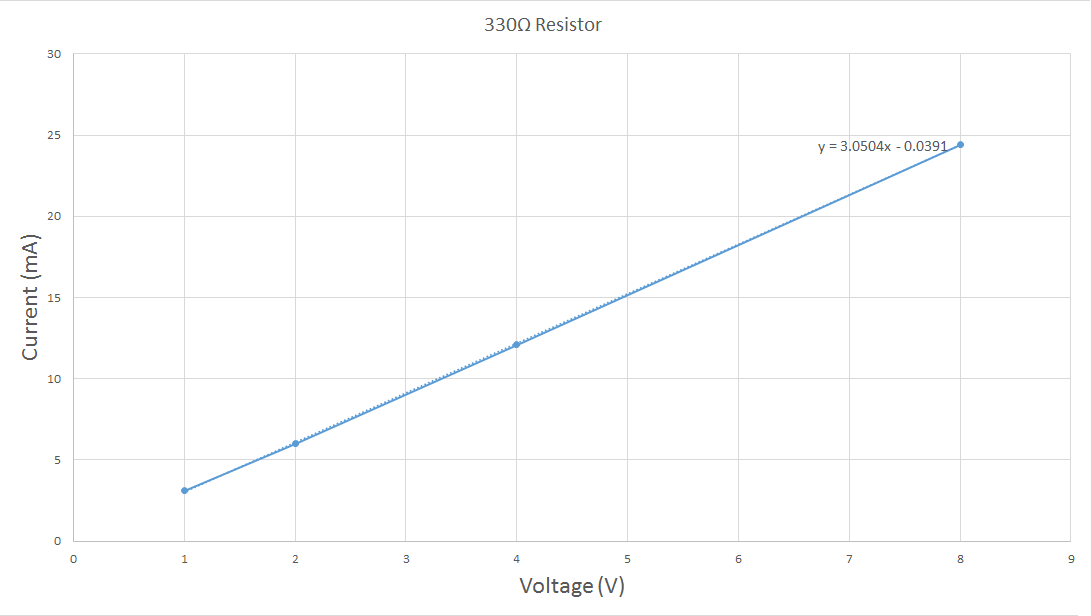 330Ω Resistor
30
25
20
15
10
5
0
y = 3.0504x - 0.0391
Current (mA)
0 1 2 3 4 5 6 7 8 9
Voltage (V)